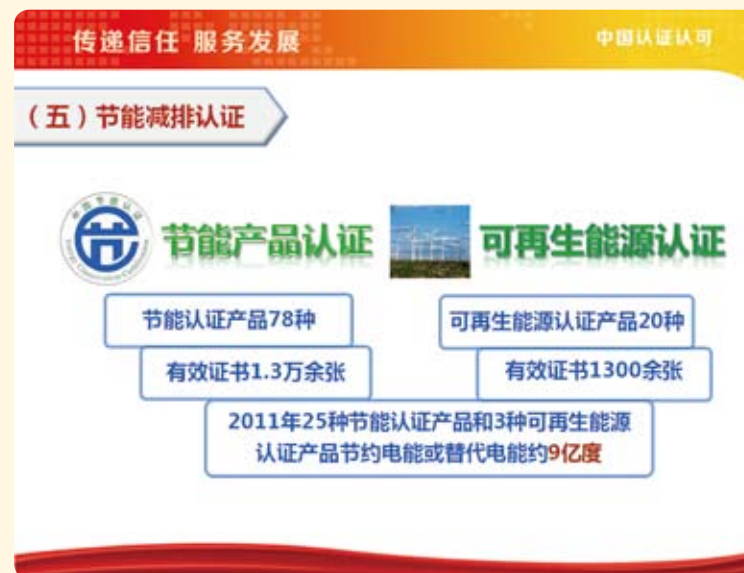 传递信任 服务发展
中国认证认可
（五）节能减排认证
节能产品认证
可再生能源认证
节能认证产品78种
可再生能源认证产品20种
有效证书1.3万余张
有效证书1300余张
2011年25种节能认证产品和3种可再生能源
认证产品节约电能或替代电能约9亿度